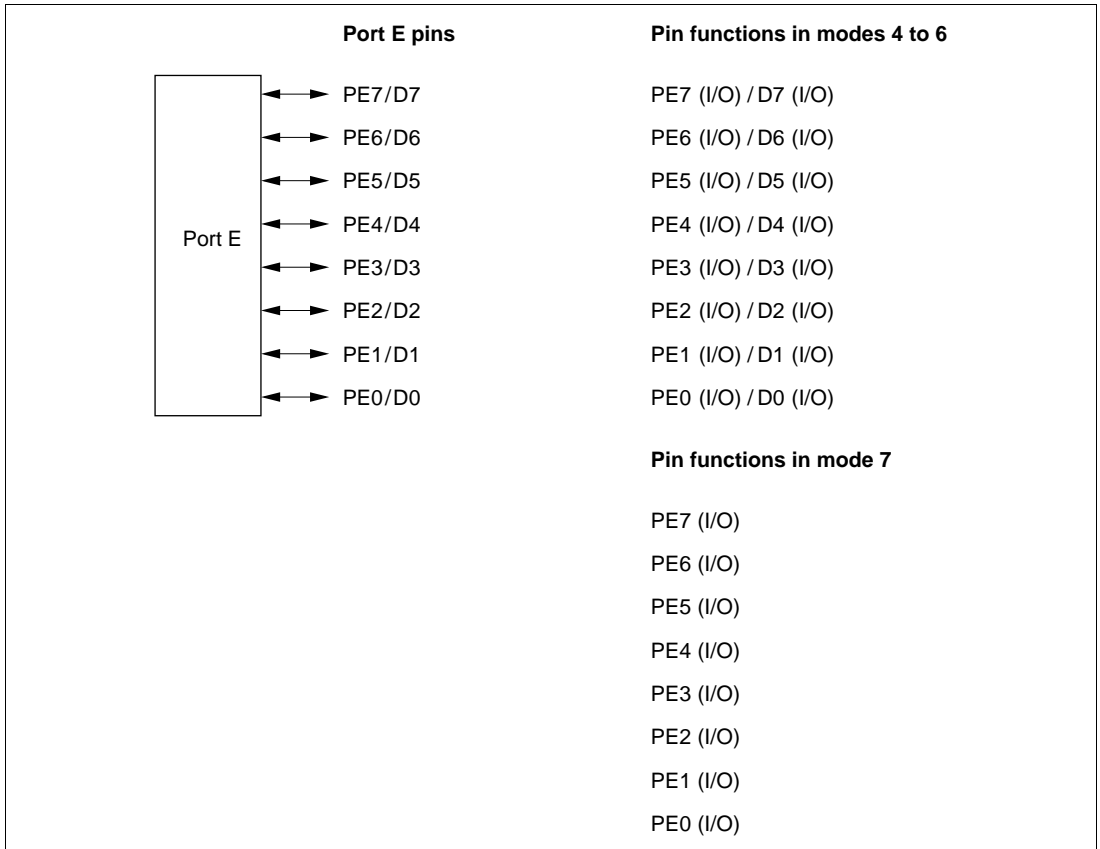 Port E pins Pin functions in modes 4 to 6
PE7/D7 PE7 (I/O) / D7 (I/O)
PE6/D6 PE6 (I/O) / D6 (I/O)
PE5/D5 PE5 (I/O) / D5 (I/O)
PE4/D4 PE4 (I/O) / D4 (I/O)
Port E
PE3/D3 PE3 (I/O) / D3 (I/O)
PE2/D2 PE2 (I/O) / D2 (I/O)
PE1/D1 PE1 (I/O) / D1 (I/O)
PE0/D0 PE0 (I/O) / D0 (I/O)
Pin functions in mode 7
PE7 (I/O)
PE6 (I/O)
PE5 (I/O)
PE4 (I/O)
PE3 (I/O)
PE2 (I/O)
PE1 (I/O)
PE0 (I/O)